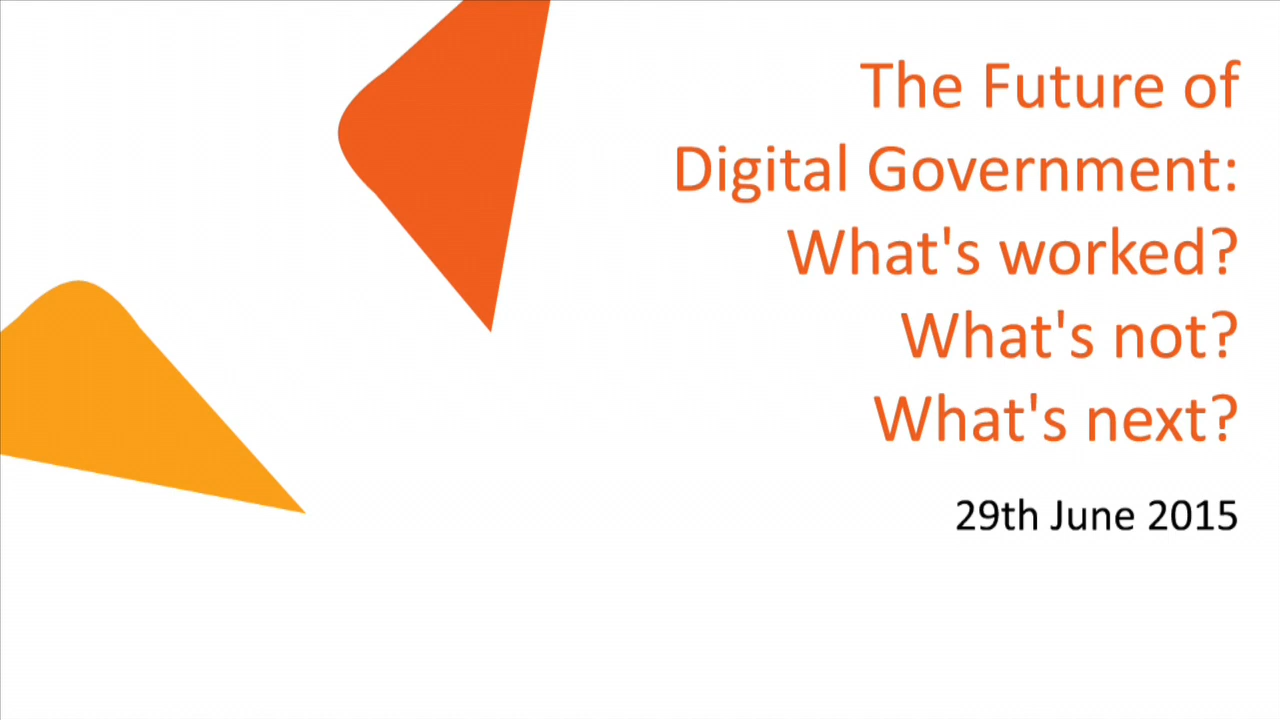 The Future of
Digital Government:
What's worked?
What's not?
What's next?
29th June 2015